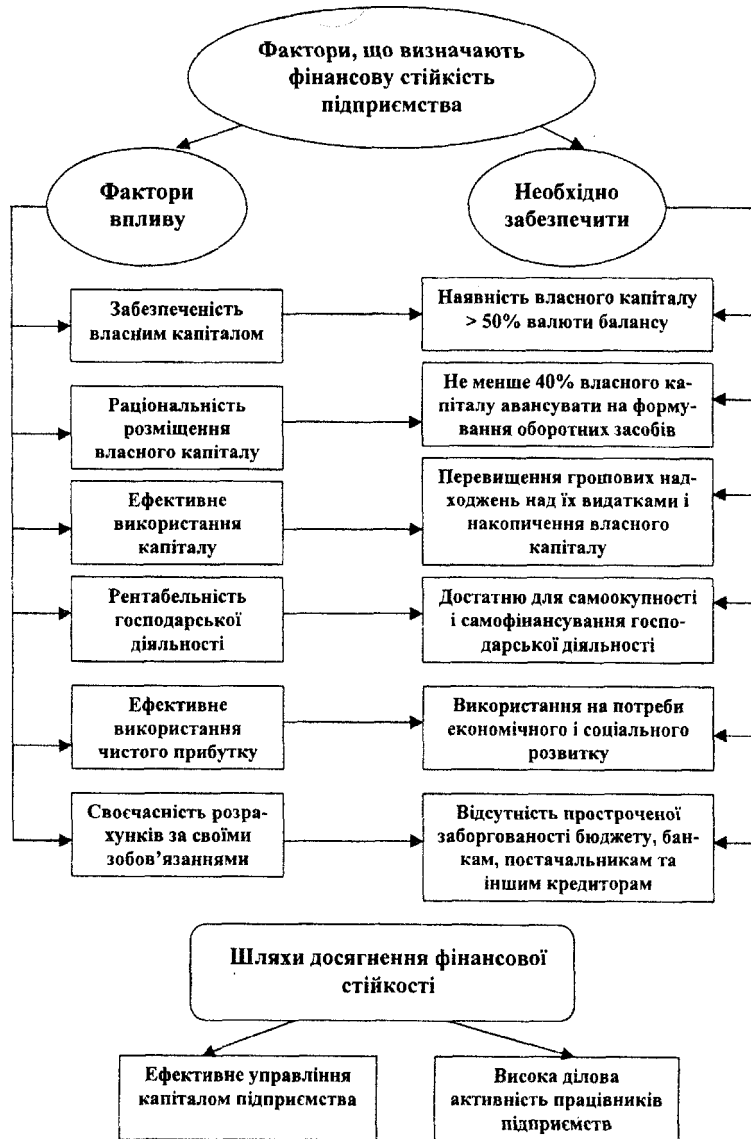 Фактори, що визначають
фінансову стійкість
підприємства
Фактори
впливу
Необхідно
забезпечити
Забезпеченість
власним капіталом
Наявність власного капіталу
> 50% валюти балансу
Раціональність
розміщення
власного капіталу
Не менше 40% власного ка-
піталу авансувати на форму-
вання оборотних засобів
Ефективне
використання
капіталу
Перевищення грошових над-
ходжень над їх видатками і
накопичення власного
капіталу
Рентабельність
господарської
діяльності
Достатню для самоокупності
і самофінансування госпо-
дарської діяльності
Ефективне
використання
чистого прибутку
Використання на потреби
економічного і соціального
розвитку
Своєчасність розра-
хунків за своїми
зобов’язаннями
Відсутність простроченої
заборгованості бюджету, бан-
кам, постачальникам та
іншим кредиторам
Шляхи досягнення фінансової
стійкості
Ефективне управління
капіталом підприємства
Висока ділова
активність працівників
підприємств